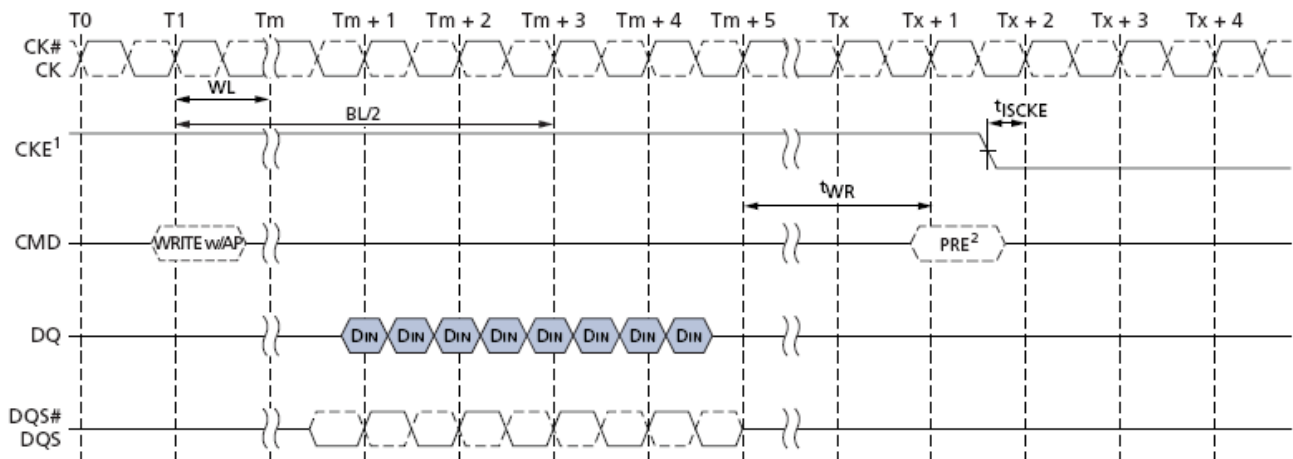 T0 T1 Tm Tm + 1 Tm + 2 Tm + 3 Tm + 4 Tm + 5 Tx Tx + 1 Tx + 2 Tx + 3 Tx + 4
CK#
CK
WL
BL/2
tISCKE
CKE1
tWR
CMD WRITE w/AP PRE2
DQ DIN DIN DIN DIN DIN DIN DIN DIN
DQS#
DQS